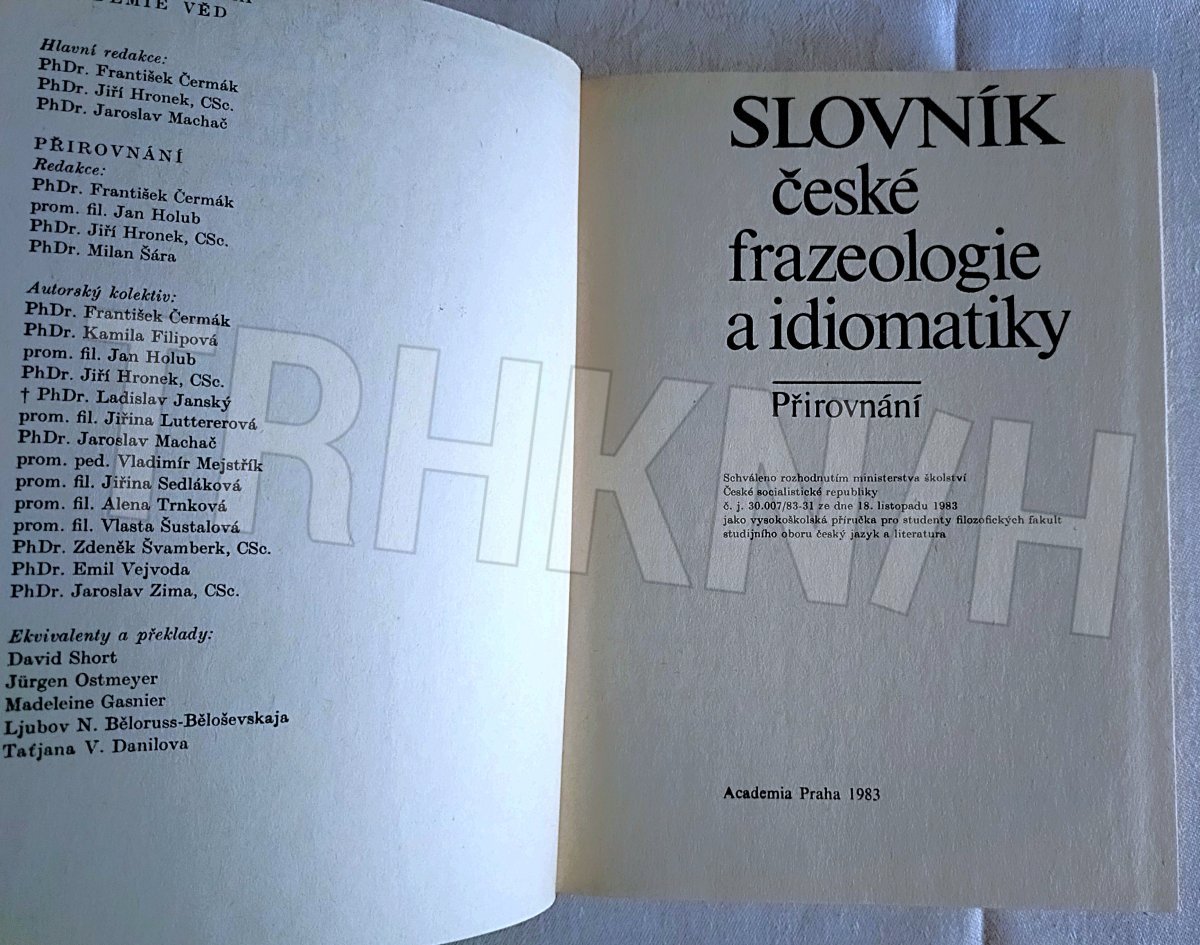 VĚD
Hlavní redakce:
PhDr. František Čermák
PhDr. Jiří Hronek, CSc.
PhDr. Jaroslav Machač
PŘIROVNÁNÍ
Redakce:
PhDr. František Čermák
prom. fil. Jan Holub
PhDr. Jiří Hronek, CSc.
PhDr. Milan Šára
Autorský kolektiv:
PhDr. František Čermák
PhDr. Kamila Filipová
prom. fil. Jan Holub
PhDr. Jiří Hronek, CSc.
† PhDr. Ladislav Janský
prom. fil. Jiřina Luttererová
PhDr. Jaroslav Machač
prom. ped. Vladimír Mejstřík
prom. fil. Jiřina Sedláková
prom. fil. Alena Trnková
prom. fil. Vlasta Šustalová
PhDr. Zdeněk Švamberk, CSc.
PhDr. Emil Vejvoda
PhDr. Jaroslav Zima, CSc.
Ekvivalenty a překlady:
David Short
Jürgen Ostmeyer
Madeleine Gasnier
Ljubov N. Běloruss-Běloševskaja
Taťjana V. Danilova
SLOVNÍK
české
frazeologie
a idiomatiky
Přirovnání
Schváleno rozhodnutím ministerstva školství
České socialistické republiky
č. j. 30.007/83-31 ze dne 18. listopadu 1983
jako vysokoškolská příručka pro studenty filozofických fakult
studijního oboru český jazyk a literatura
Academia Praha 1983
TRHKNIH